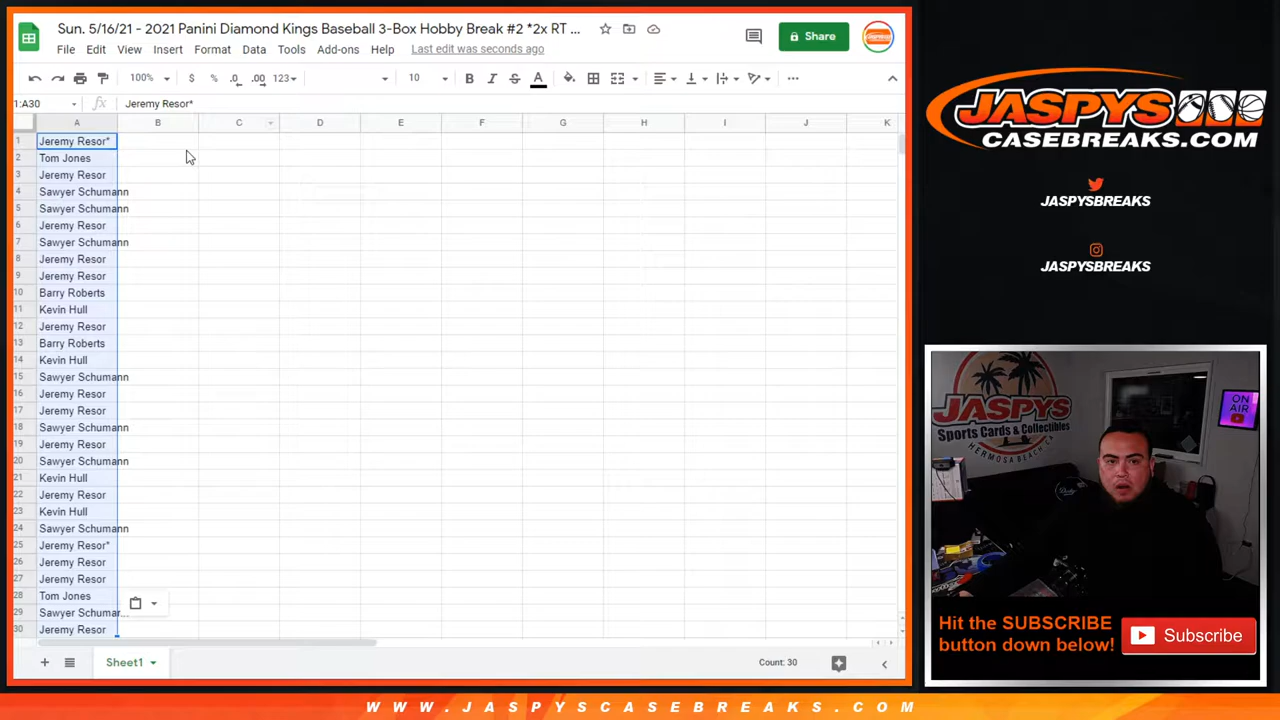 Sun. 5/16/21 - 2021 Panini Diamond Kings Baseball 3-Box Hobby Break #2 *2x RT ...
Share
File Edit View Insert Format Data Tools Add-ons Help Last edit was seconds ago
100% $ % .0 .00 123 10 B I S A
1:A30 fx Jeremy Resor*
A B C D E F G H I J K
1 Jeremy Resor*
2 Tom Jones
3 Jeremy Resor
4 Sawyer Schumann
5 Sawyer Schumann
6 Jeremy Resor
7 Sawyer Schumann
8 Jeremy Resor
9 Jeremy Resor
10 Barry Roberts
11 Kevin Hull
12 Jeremy Resor
13 Barry Roberts
14 Kevin Hull
15 Sawyer Schumann
16 Jeremy Resor
17 Jeremy Resor
18 Sawyer Schumann
19 Jeremy Resor
20 Sawyer Schumann
21 Kevin Hull
22 Jeremy Resor
23 Kevin Hull
24 Sawyer Schumann
25 Jeremy Resor*
26 Jeremy Resor
27 Jeremy Resor
28 Tom Jones
29 Sawyer Schuman
30 Jeremy Resor
Sheet1 Count: 30
JASPYS
CASEBREAKS.COM
JASPYSBREAKS
JASPYSBREAKS
JASPYS
Sports Cards & Collectibles
HERMOSA BEACH CA
ON
AIR
Hit the SUBSCRIBE
button down below!
Subscribe
WWW.JASPYSCASEBREAKS.COM